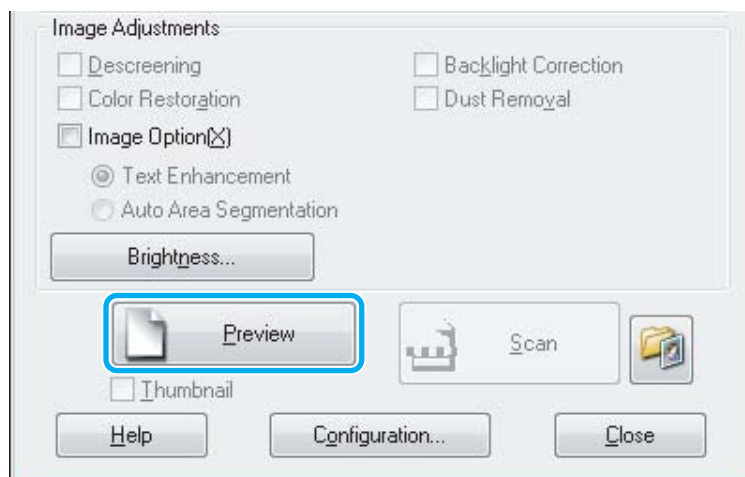 Image Adjustments
Descreening
Backlight Correction
Color Restoration
Dust Removal
Image Option(X)
Text Enhancement
Auto Area Segmentation
Brightness...
Preview
Scan
Thumbnail
Help
Configuration...
Close